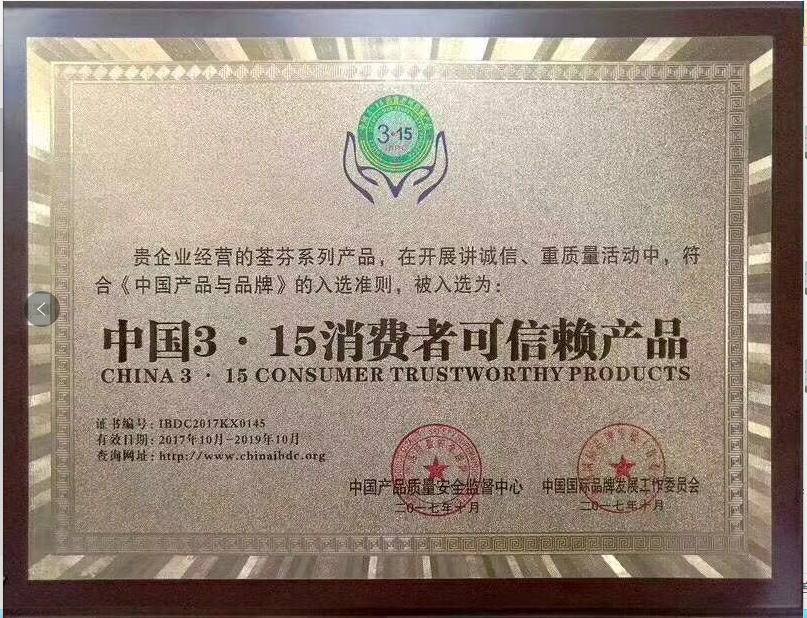 3·15
IBDC
贵企业经营的荃芬系列产品，在开展讲诚信、重质量活动中，符
合《中国产品与品牌》的入选准则，被入选为：
中国3·15消费者可信赖产品
CHINA 3 · 15 CONSUMER TRUSTWORTHY PRODUCTS
证书编号：IBDC2017KX0145
有效日期：2017年10月-2019年10月
查询网址：http://www.chinaibdc.org
中国产品质量安全监督中心 中国国际品牌发展工作委员会
二〇一七年十月 二〇一七年十月